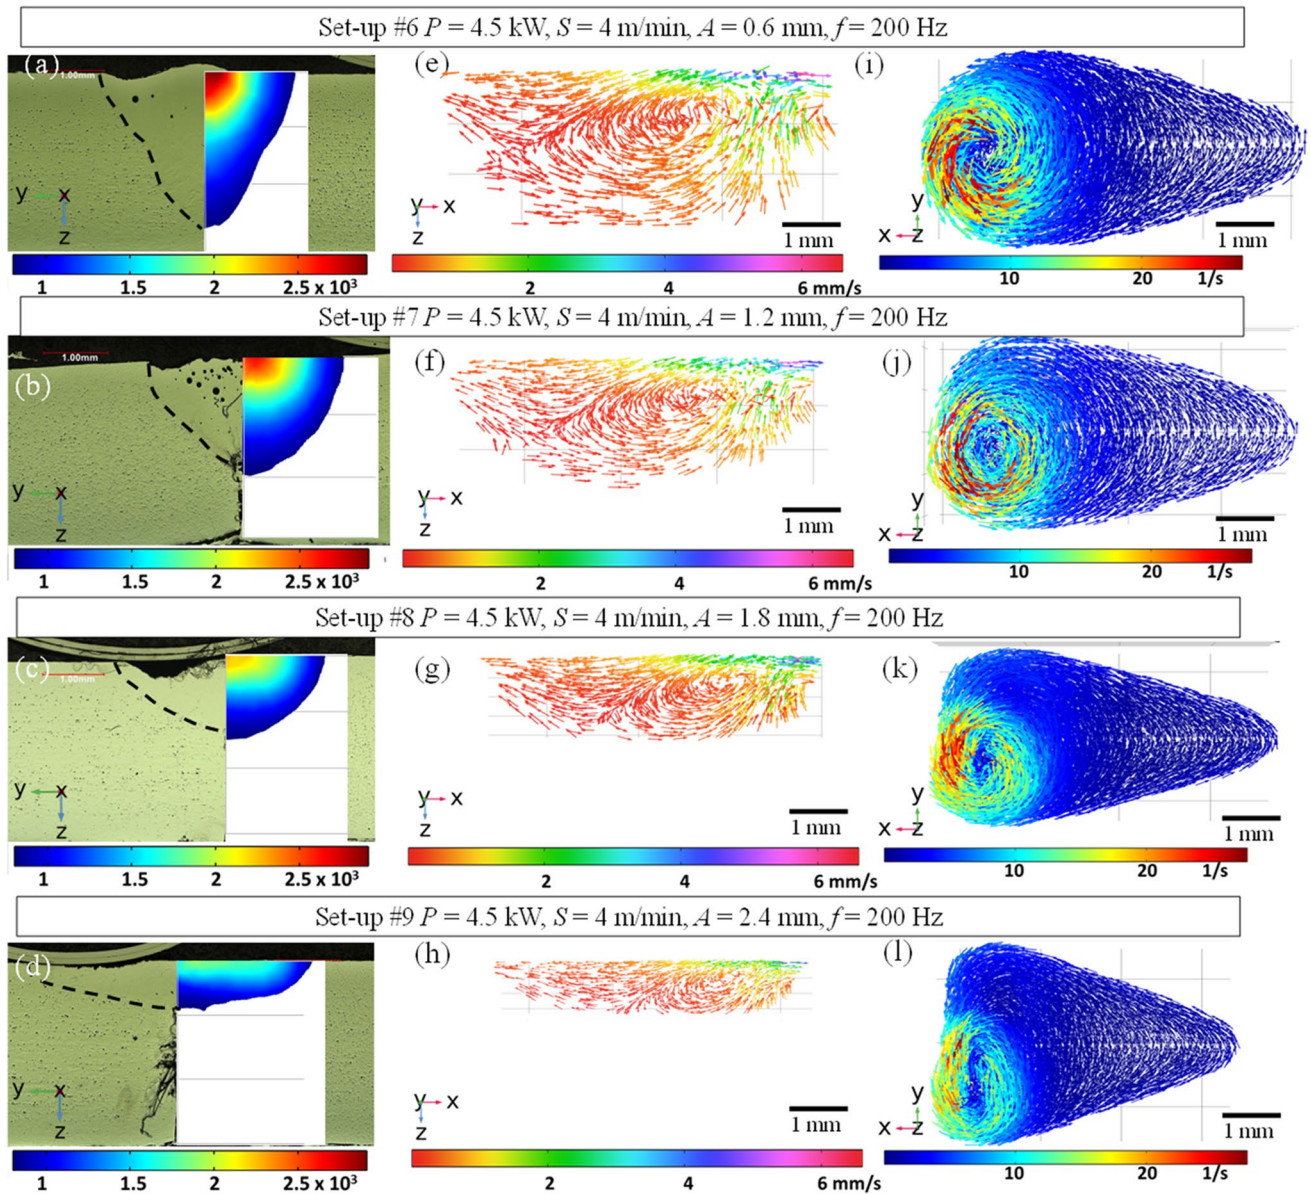 Set-up #6 P = 4.5 kW, S = 4 m/min, A = 0.6 mm, f = 200 Hz
(a) (e) (i)
1.00mm
y x z
y x z
y x z
1 mm 1 mm
1 1.5 2 2.5 x 10³ 2 4 6 mm/s 10 20 1/s
Set-up #7 P = 4.5 kW, S = 4 m/min, A = 1.2 mm, f = 200 Hz
1.00mm
(b) (f) (j)
y x z
y x z
y x z
1 mm 1 mm
1 1.5 2 2.5 x 10³ 2 4 6 mm/s 10 20 1/s
Set-up #8 P = 4.5 kW, S = 4 m/min, A = 1.8 mm, f = 200 Hz
(c) (g) (k)
1.00mm
y x z
y x z
y x z
1 mm 1 mm
1 1.5 2 2.5 x 10³ 2 4 6 mm/s 10 20 1/s
Set-up #9 P = 4.5 kW, S = 4 m/min, A = 2.4 mm, f = 200 Hz
(d) (h) (l)
y x z
y x z
y x z
1 mm 1 mm
1 1.5 2 2.5 x 10³ 2 4 6 mm/s 10 20 1/s